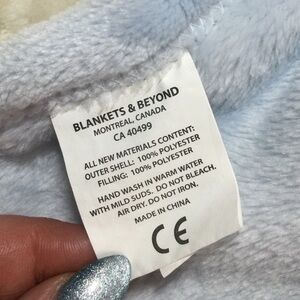 BLANKETS & BEYOND
MONTREAL, CANADA
CA 40499
ALL NEW MATERIALS CONTENT:
OUTER SHELL: 100% POLYESTER
FILLING: 100% POLYESTER
HAND WASH IN WARM WATER
WITH MILD SUDS. DO NOT BLEACH.
AIR DRY. DO NOT IRON.
MADE IN CHINA
CE